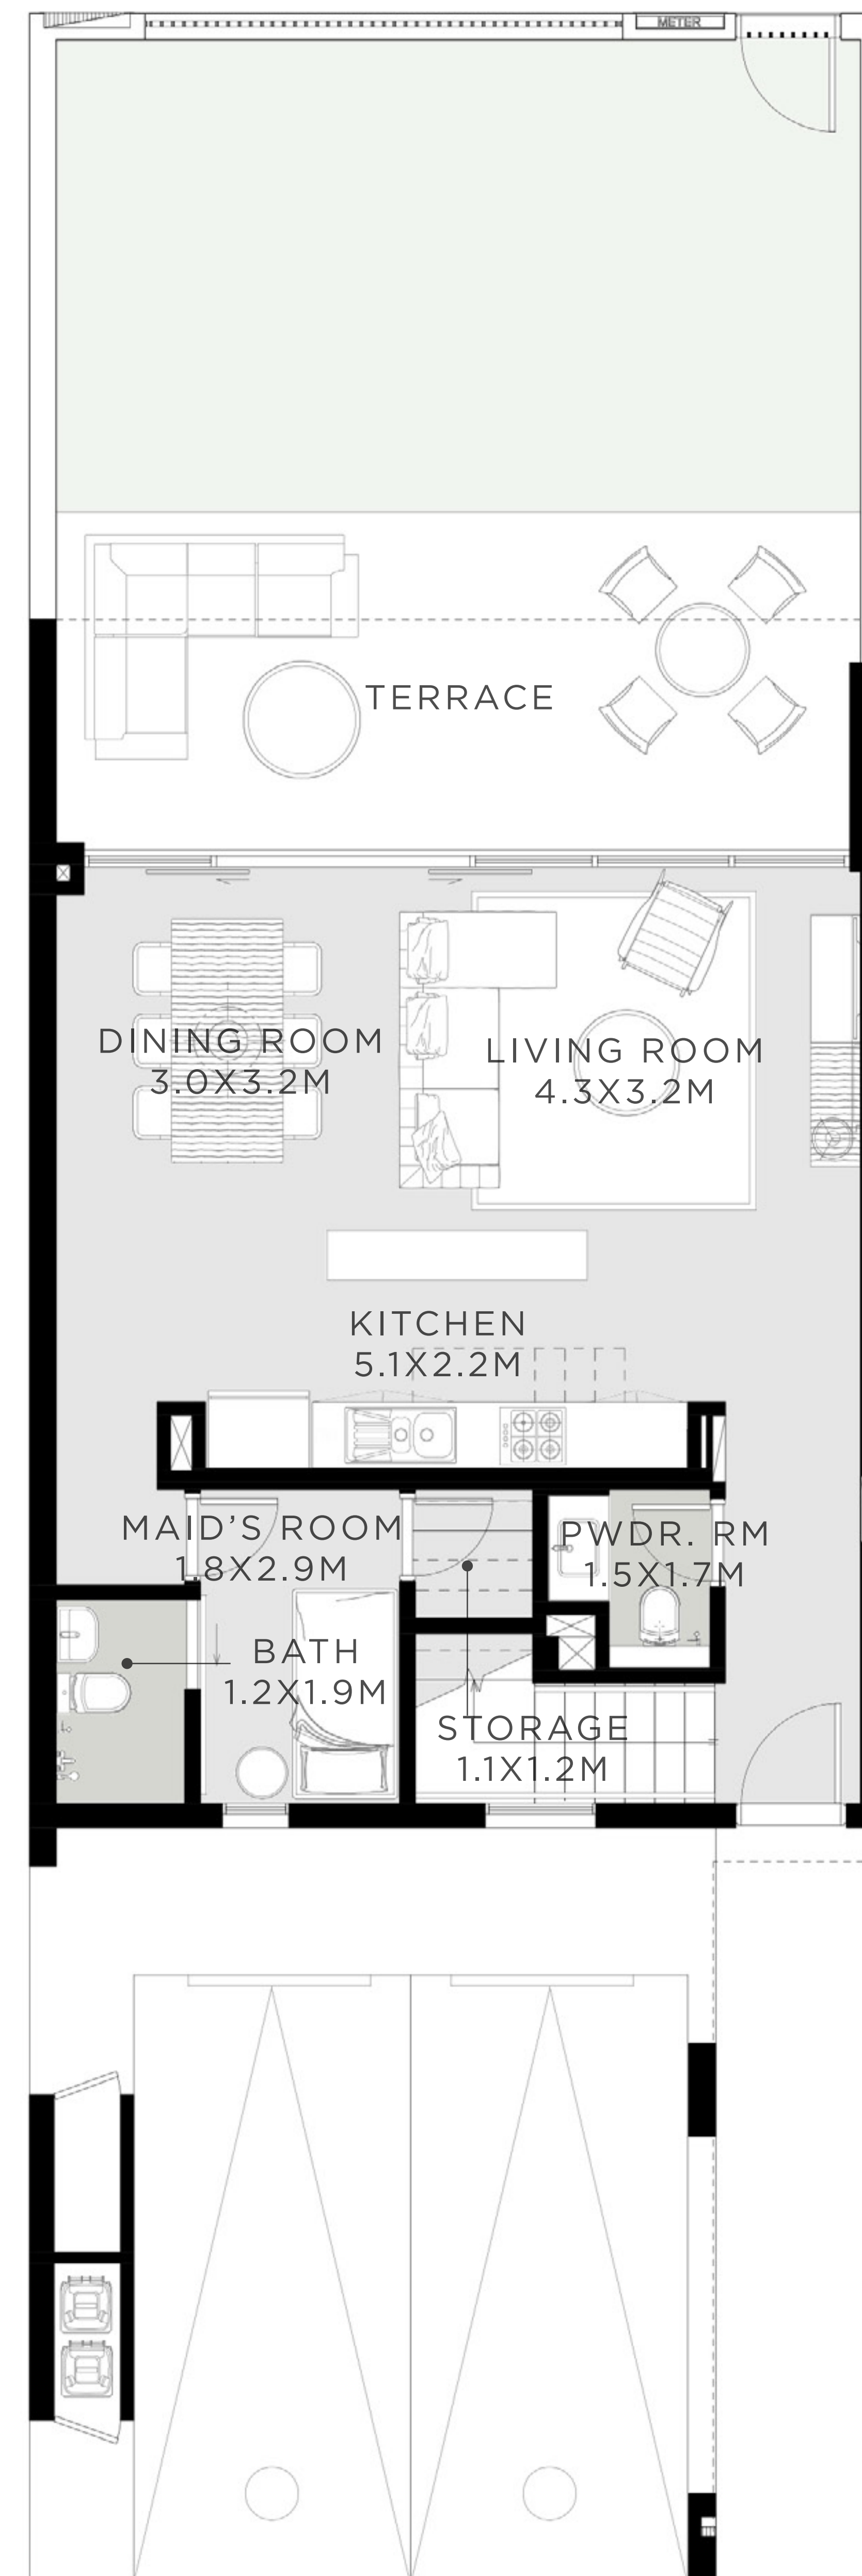 METER
TERRACE
DINING ROOM
3.0X3.2M
LIVING ROOM
4.3X3.2M
KITCHEN
5.1X2.2M
MAID'S ROOM
1.8X2.9M
PWDR. RM
1.5X1.7M
BATH
1.2X1.9M
STORAGE
1.1X1.2M